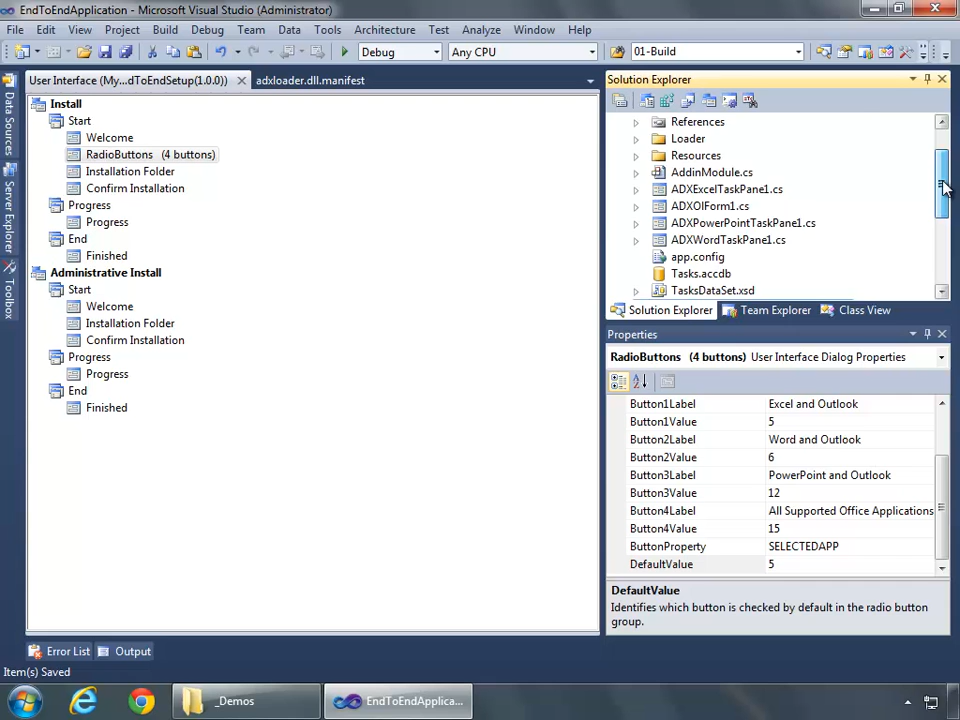 EndToEndApplication - Microsoft Visual Studio (Administrator)
File Edit View Project Build Debug Team Data Tools Architecture Test Analyze Window Help
Debug Any CPU 01-Build
User Interface (My...dToEndSetup(1.0.0)) adxloader.dll.manifest
Install
Start
Welcome
RadioButtons (4 buttons)
Installation Folder
Confirm Installation
Progress
Progress
End
Finished
Administrative Install
Start
Welcome
Installation Folder
Confirm Installation
Progress
Progress
End
Finished
Data Sources
Server Explorer
Toolbox
Solution Explorer
References
Loader
Resources
AddinModule.cs
ADXExcelTaskPane1.cs
ADXOlForm1.cs
ADXPowerPointTaskPane1.cs
ADXWordTaskPane1.cs
app.config
Tasks.accdb
TasksDataSet.xsd
Solution Explorer Team Explorer Class View
Properties
RadioButtons (4 buttons) User Interface Dialog Properties
Button1Label Excel and Outlook
Button1Value 5
Button2Label Word and Outlook
Button2Value 6
Button3Label PowerPoint and Outlook
Button3Value 12
Button4Label All Supported Office Applications
Button4Value 15
ButtonProperty SELECTEDAPP
DefaultValue 5
DefaultValue
Identifies which button is checked by default in the radio button
group.
Error List Output
Item(s) Saved
_Demos EndToEndApplica...